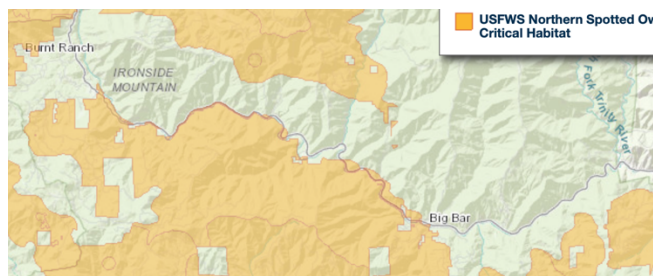 USFWS Northern Spotted Ov
Critical Habitat
Burnt Ranch
IRONSIDE
MOUNTAIN
Fork Trinity River
Big Bar